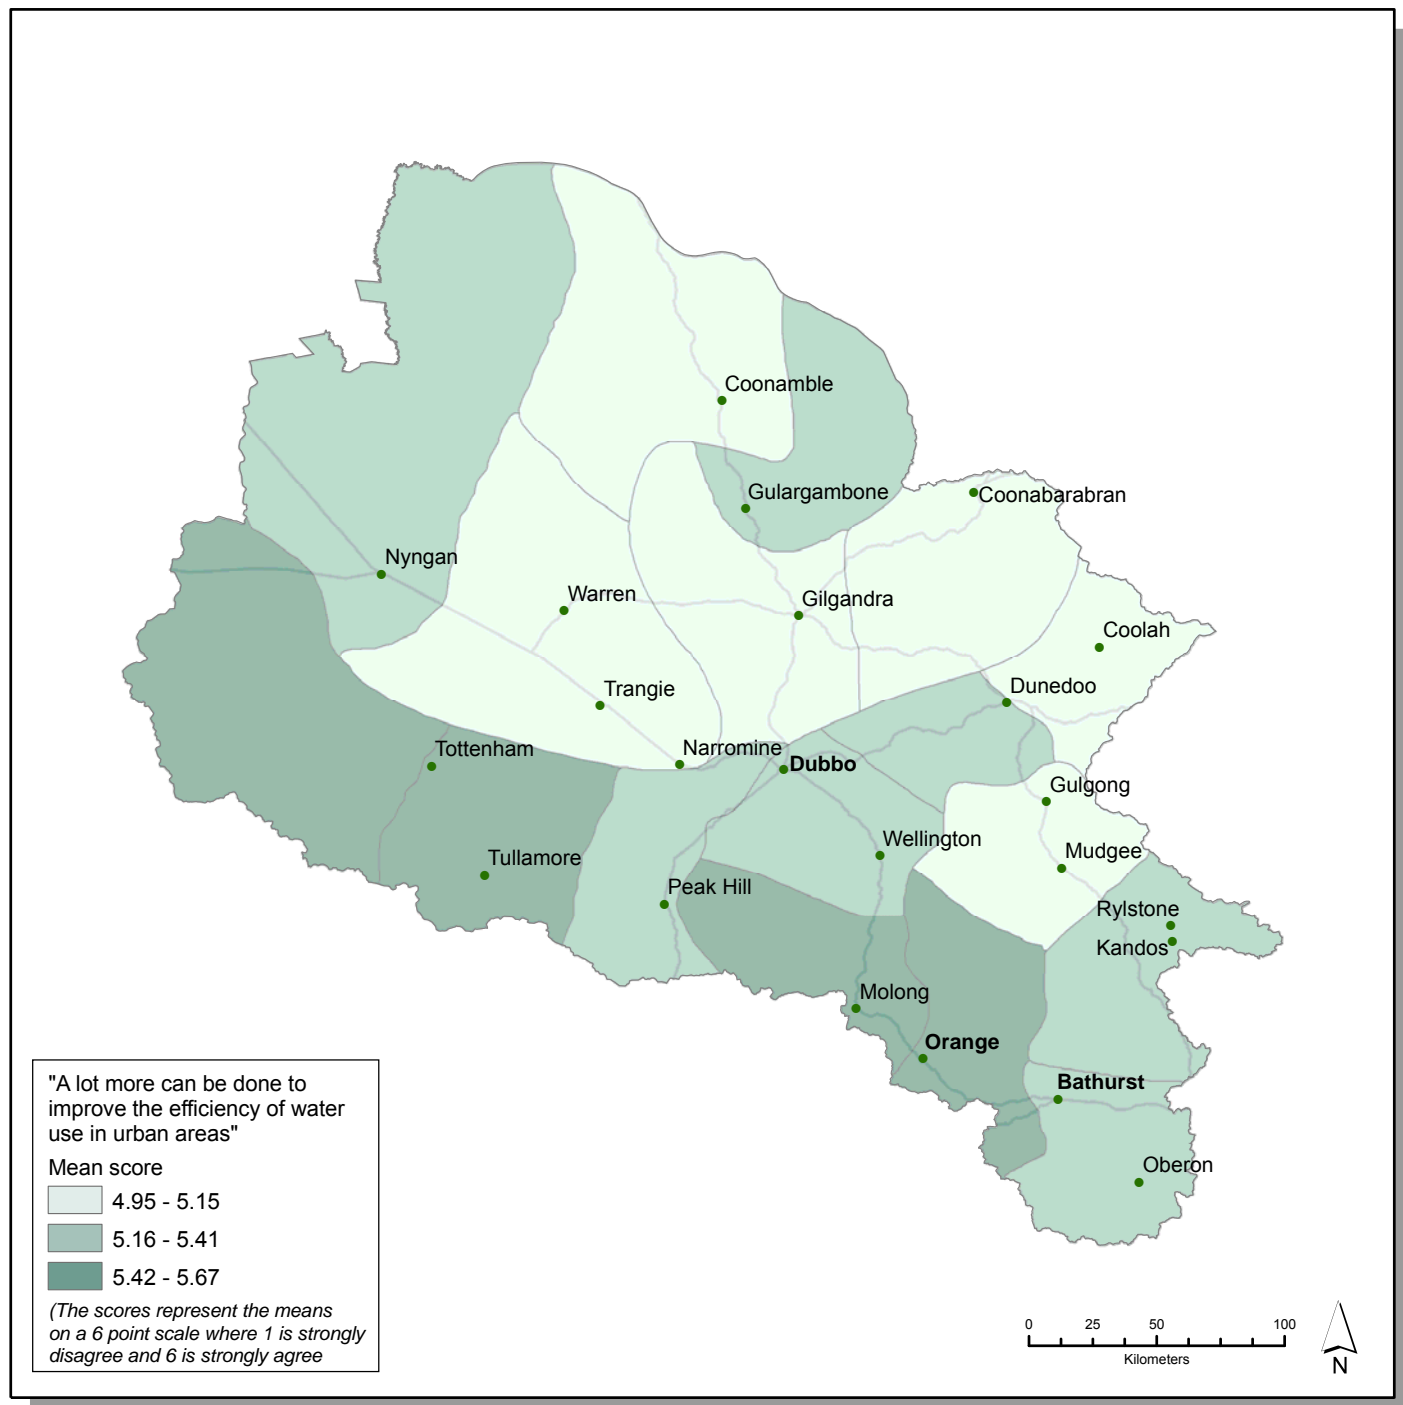 Coonamble
Gulargambone
Coonabarabran
Nyngan
Warren
Gilgandra
Coolah
Trangie
Dunedoo
Tottenham
Narromine
Dubbo
Gulgong
Wellington
Mudgee
Tullamore
Peak Hill
Rylstone
Kandos
Molong
Orange
Bathurst
Oberon
"A lot more can be done to
improve the efficiency of water
use in urban areas"
Mean score
4.95 - 5.15
5.16 - 5.41
5.42 - 5.67
(The scores represent the means
on a 6 point scale where 1 is strongly
disagree and 6 is strongly agree
0 25 50 100
Kilometers
N